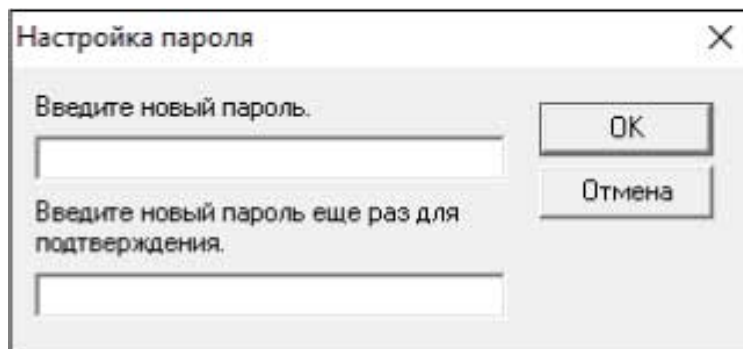 Настройка пароля
Введите новый пароль.
OK
Отмена
Введите новый пароль еще раз для
подтверждения.